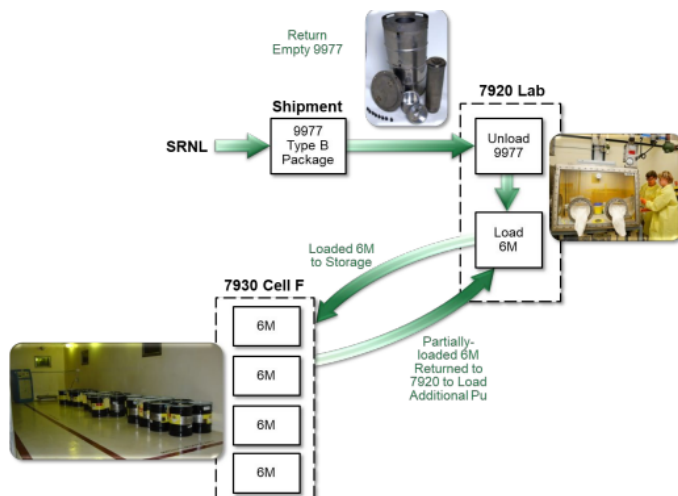 Return
Empty 9977
7920 Lab
Shipment
SRNL
9977
Type B
Package
Unload
9977
Load
6M
Loaded 6M
to Storage
7930 Cell F
6M
6M
6M
6M
Partially-
loaded 6M
Returned to
7920 to Load
Additional Pu